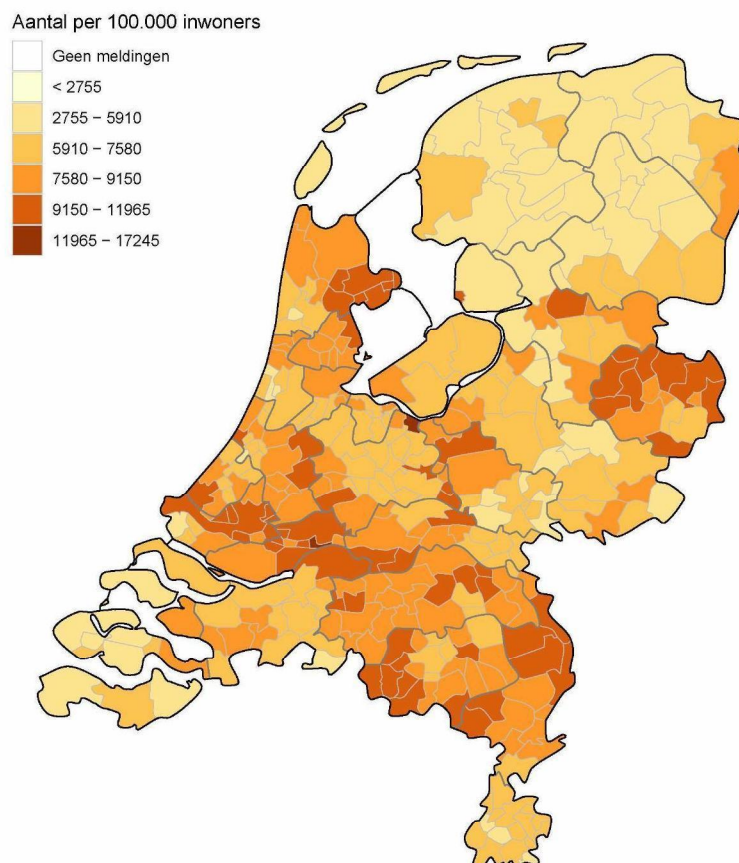 Aantal per 100.000 inwoners
Geen meldingen
< 2755
2755 – 5910
5910 – 7580
7580 – 9150
9150 – 11965
11965 – 17245